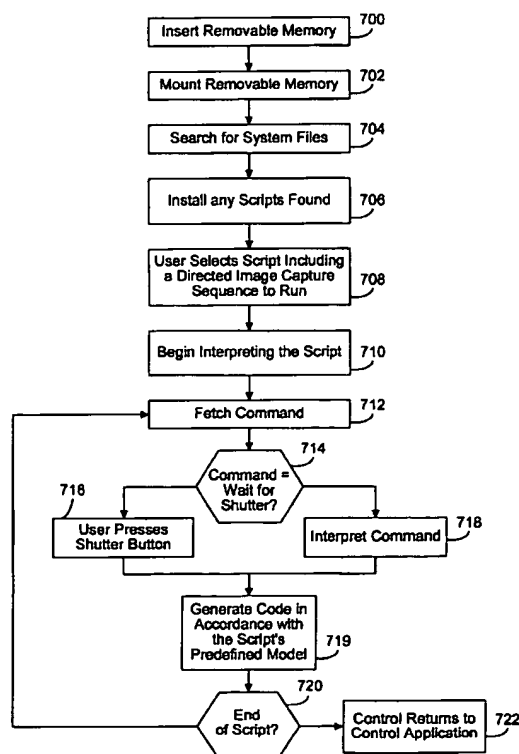 Insert Removable Memory
700
Mount Removable Memory
702
Search for System Files
704
Install any Scripts Found
706
User Selects Script Including
a Directed Image Capture
Sequence to Run
708
Begin Interpreting the Script
710
Fetch Command
712
714
Command =
Wait for
Shutter?
716
User Presses
Shutter Button
Interpret Command
718
Generate Code in
Accordance with
the Script's
Predefined Model
719
720
End
of Script?
Control Returns to
Control Application
722